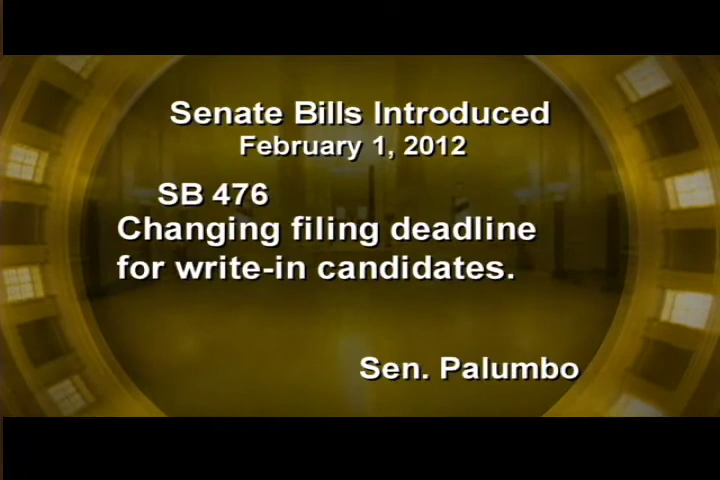 Senate Bills Introduced
February 1, 2012
SB 476
Changing filing deadline
for write-in candidates.
Sen. Palumbo